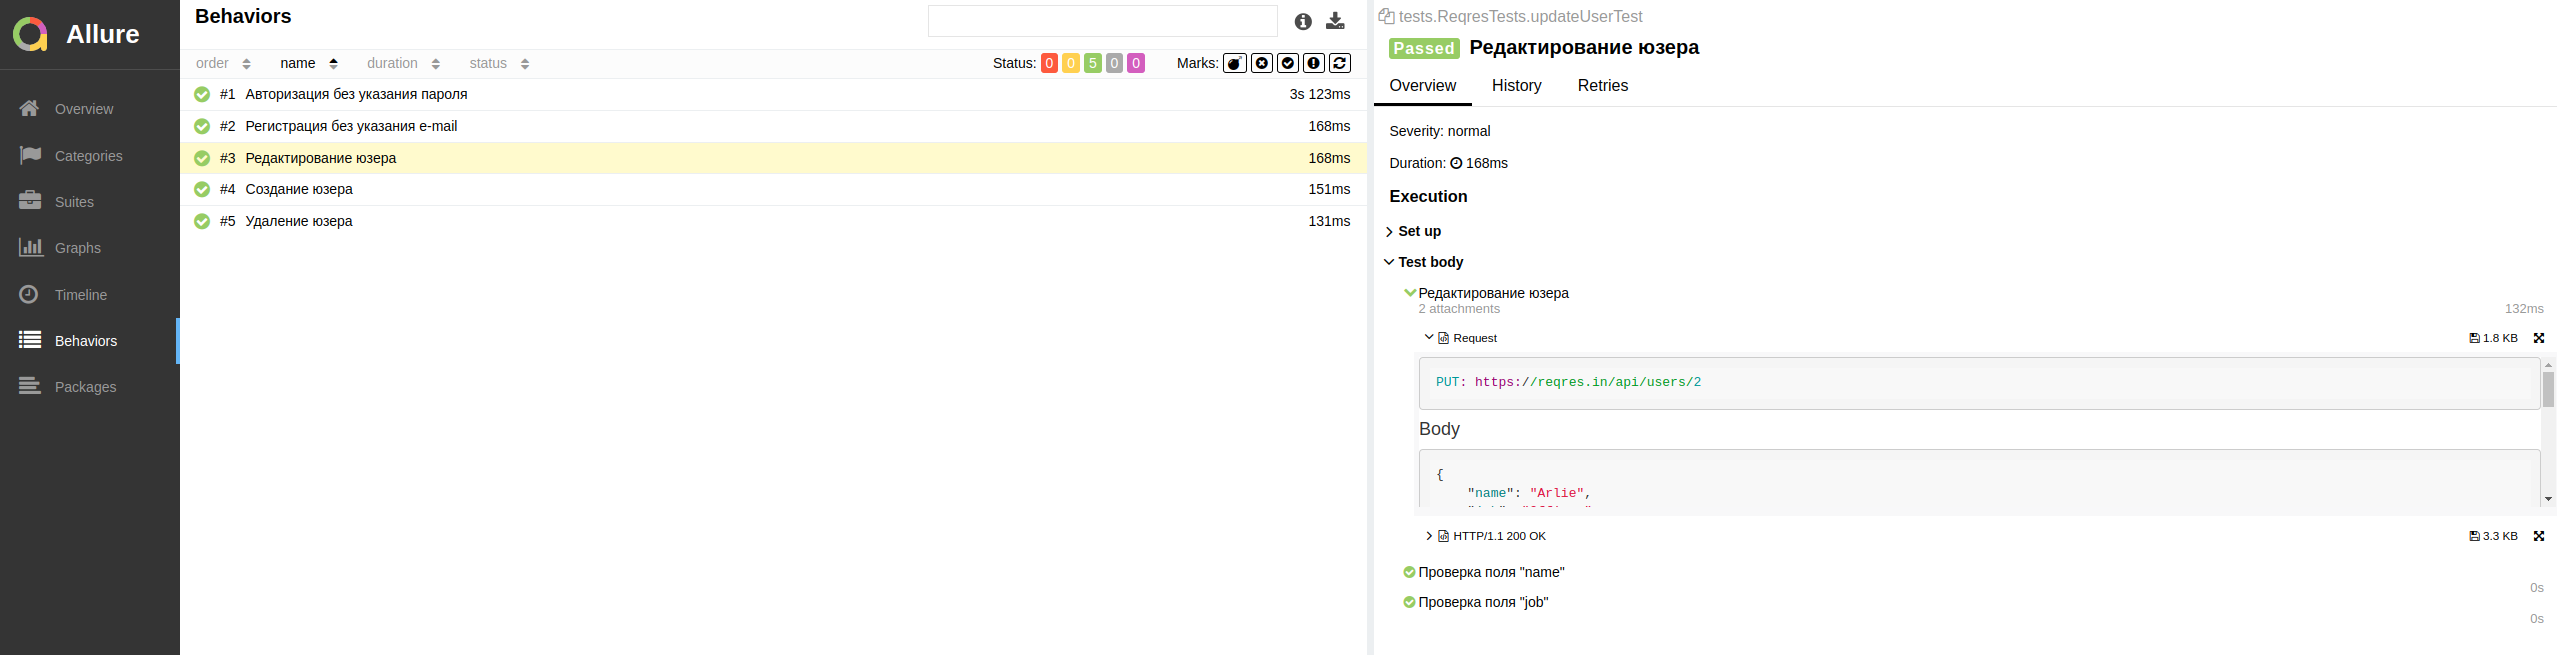 Allure
Overview
Categories
Suites
Graphs
Timeline
Behaviors
Packages
Behaviors
order name duration status
Status: 0 0 5 0 0 Marks:
#1 Авторизация без указания пароля 3s 123ms
#2 Регистрация без указания e-mail 168ms
#3 Редактирование юзера 168ms
#4 Создание юзера 151ms
#5 Удаление юзера 131ms
tests.ReqresTests.updateUserTest
Passed Редактирование юзера
Overview History Retries
Severity: normal
Duration: 168ms
Execution
Set up
Test body
Редактирование юзера
2 attachments 132ms
Request 1.8 KB
PUT: https://reqres.in/api/users/2
Body
{
"name": "Arlie",
HTTP/1.1 200 OK 3.3 KB
Проверка поля "name"
0s
Проверка поля "job"
0s